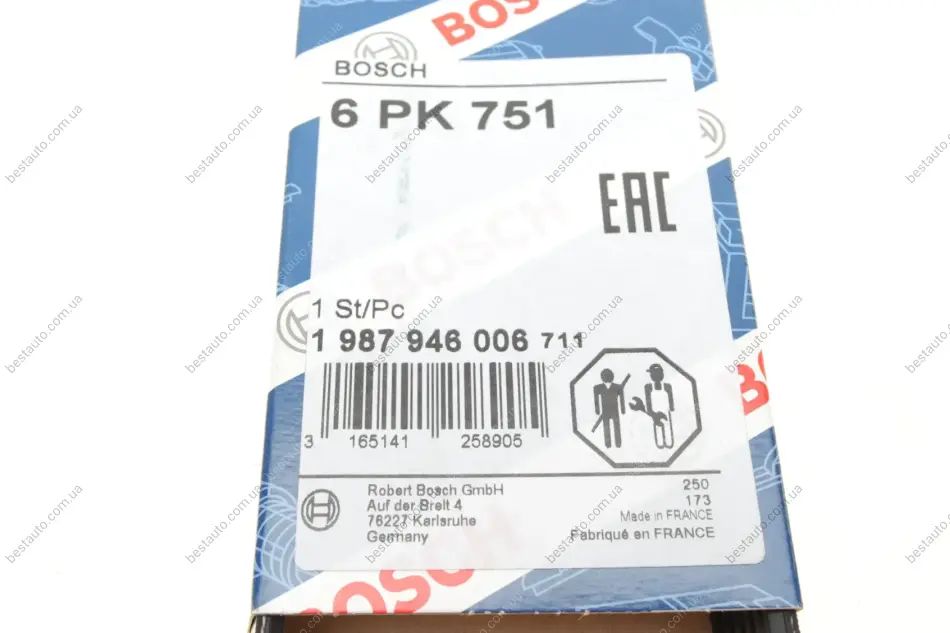 BOSCH
BOSCH
6 PK 751
EAC
BOSCH
1 St/Pc
1 987 946 006 711
3 165141 258905
BOSCH
Robert Bosch GmbH
Auf der Breit 4
76227 Karlsruhe
Germany
250
173
Made in FRANCE
Fabriqué en FRANCE
BOSCH
bestauto.com.ua